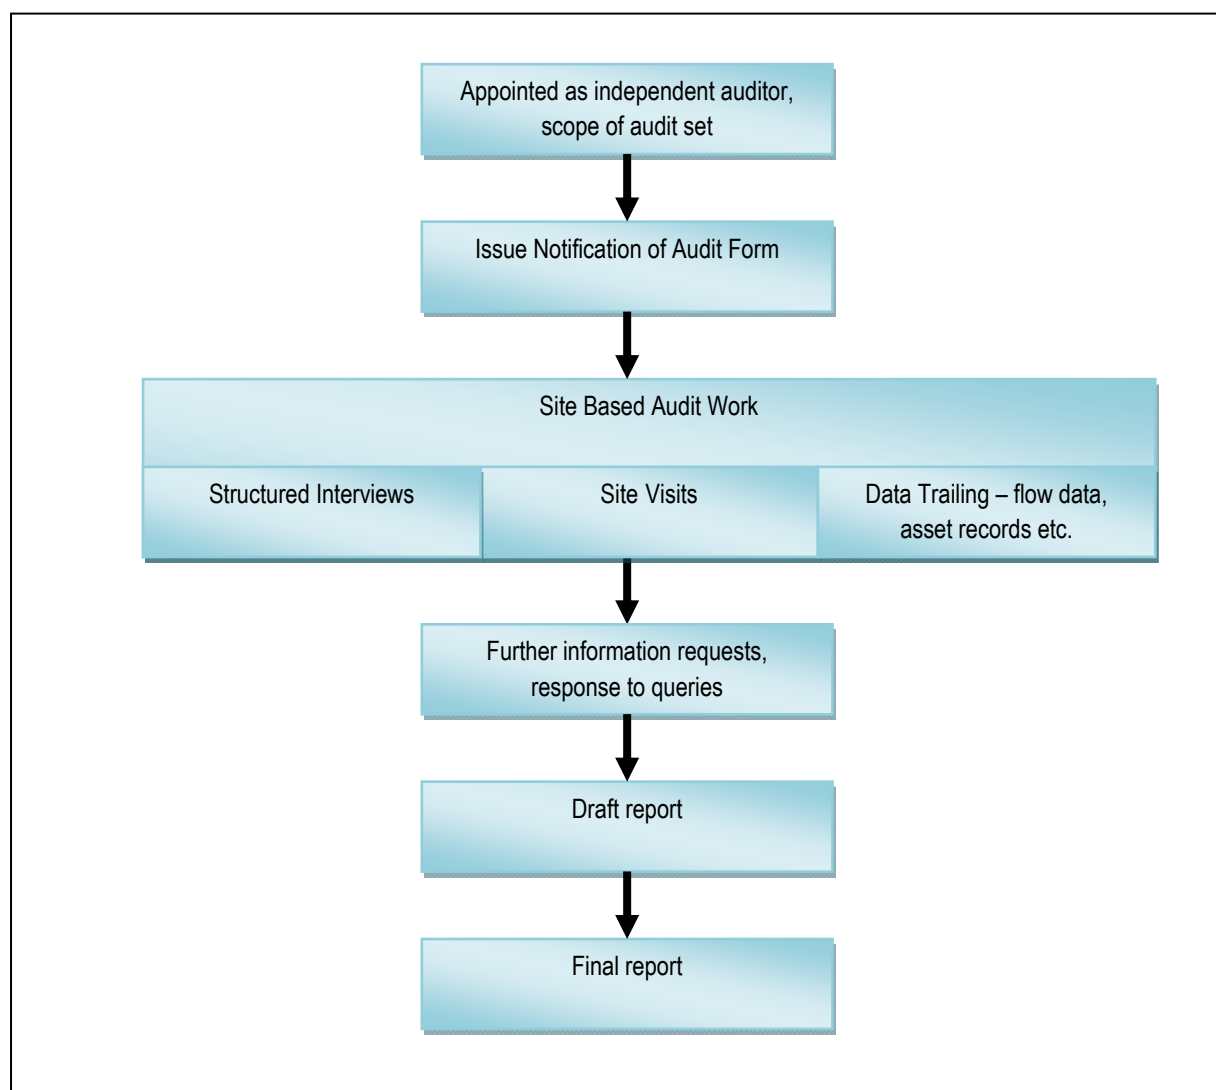 Appointed as independent auditor,
scope of audit set
Issue Notification of Audit Form
Site Based Audit Work
Structured Interviews
Site Visits
Data Trailing – flow data,
asset records etc.
Further information requests,
response to queries
Draft report
Final report